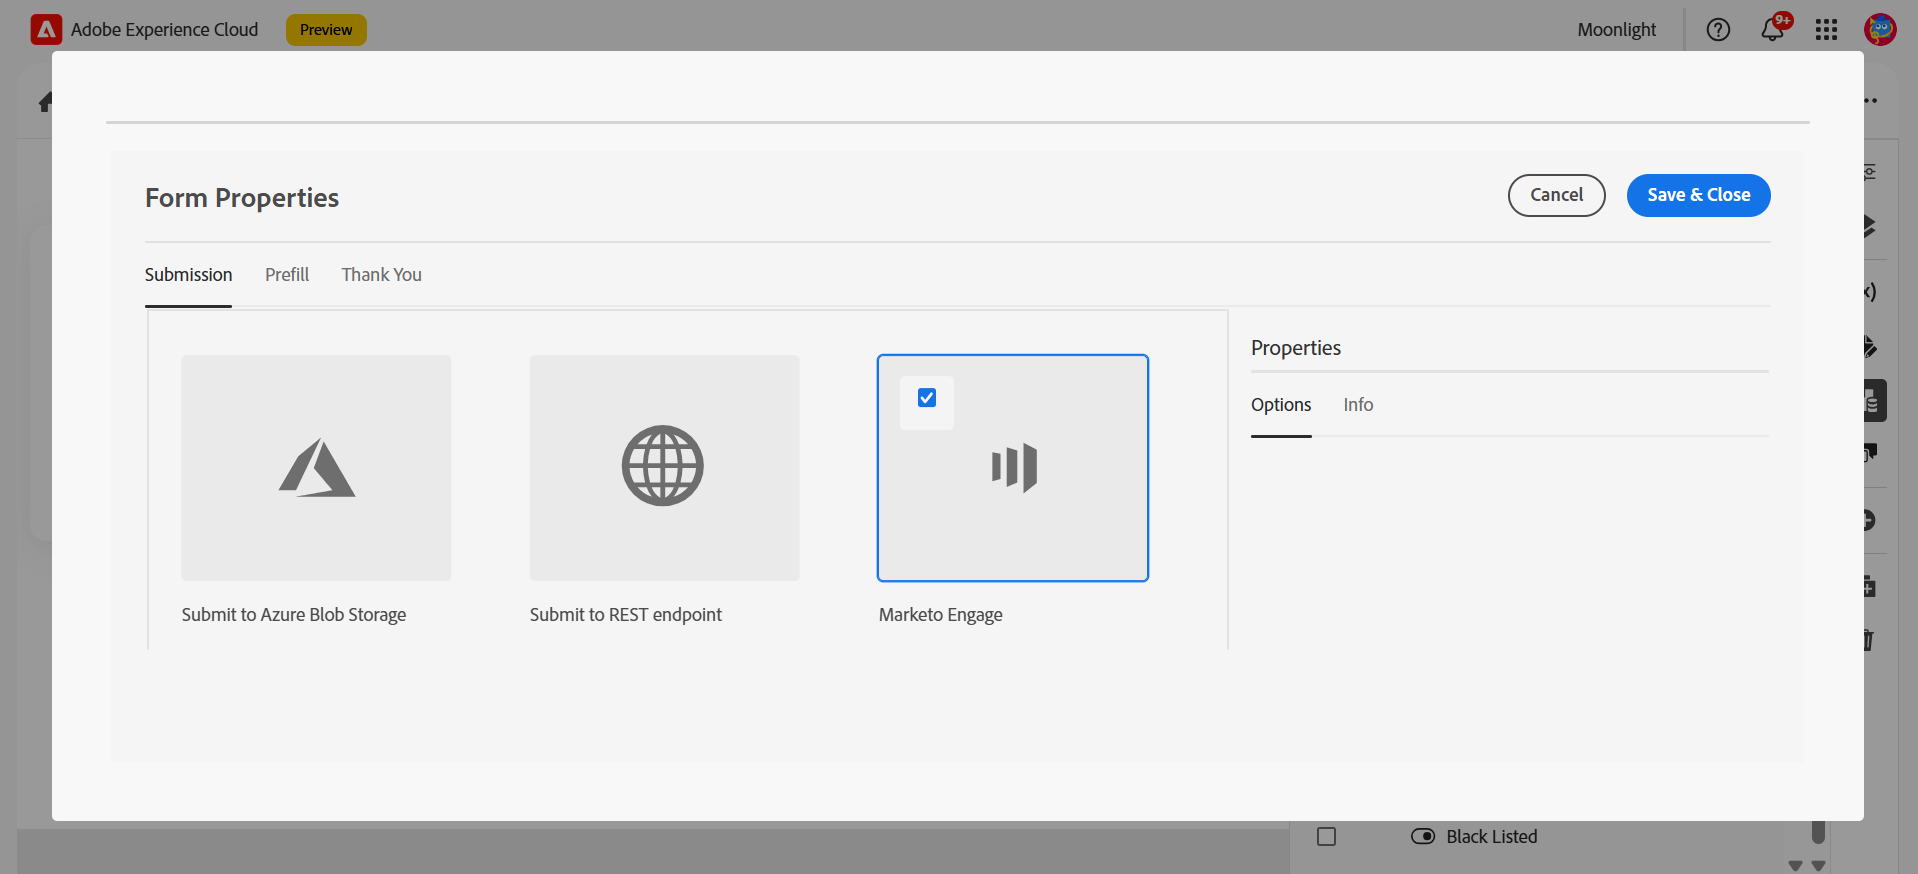 Adobe Experience Cloud
Preview
Moonlight
9+
Form Properties
Cancel
Save & Close
Submission
Prefill
Thank You
Properties
Options
Info
Submit to Azure Blob Storage
Submit to REST endpoint
Marketo Engage
Black Listed